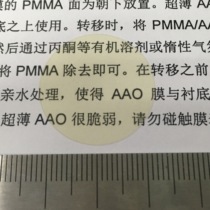 的 PMMA 面为朝下放置。超薄 AA
底之上使用。转移时，将 PMMA/AA
然后通过丙酮等有机溶剂或惰性气
将 PMMA 除去即可。在转移之前
亲水处理，使得 AAO 膜与衬底
超薄 AAO 很脆弱，请勿碰触膜